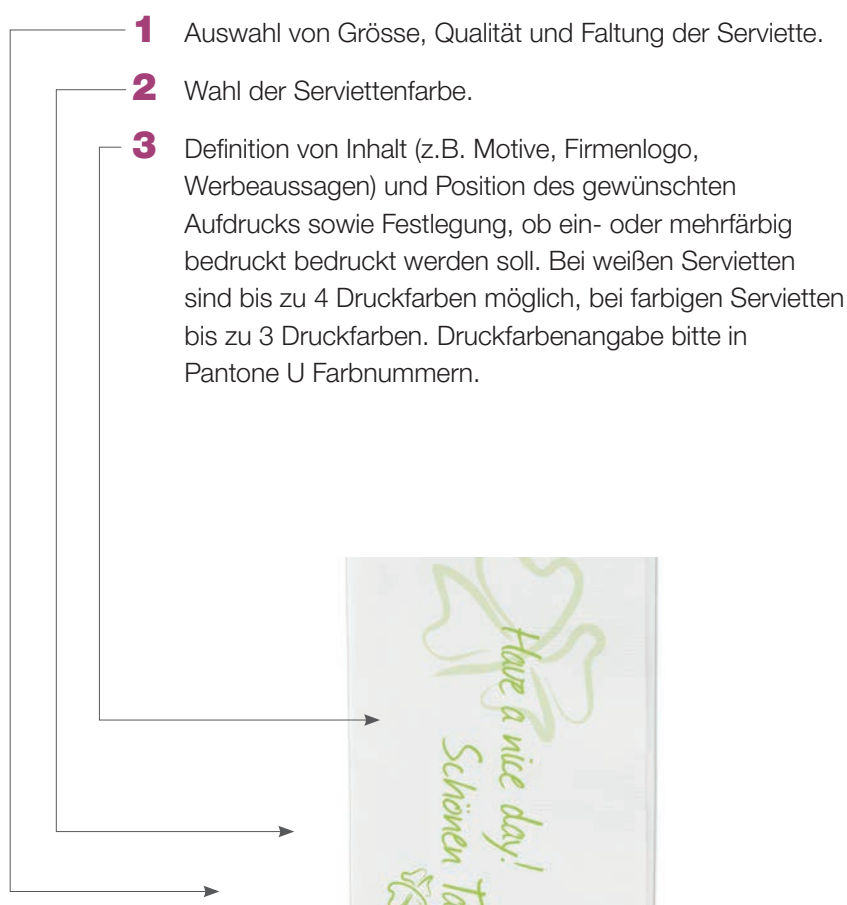 1 Auswahl von Grösse, Qualität und Faltung der Serviette.
2 Wahl der Serviettenfarbe.
3 Definition von Inhalt (z.B. Motive, Firmenlogo,
Werbeaussagen) und Position des gewünschten
Aufdrucks sowie Festlegung, ob ein- oder mehrfärbig
bedruckt bedruckt werden soll. Bei weißen Servietten
sind bis zu 4 Druckfarben möglich, bei farbigen Servietten
bis zu 3 Druckfarben. Druckfarbenangabe bitte in
Pantone U Farbnummern.
Have a nice day!
Schönen